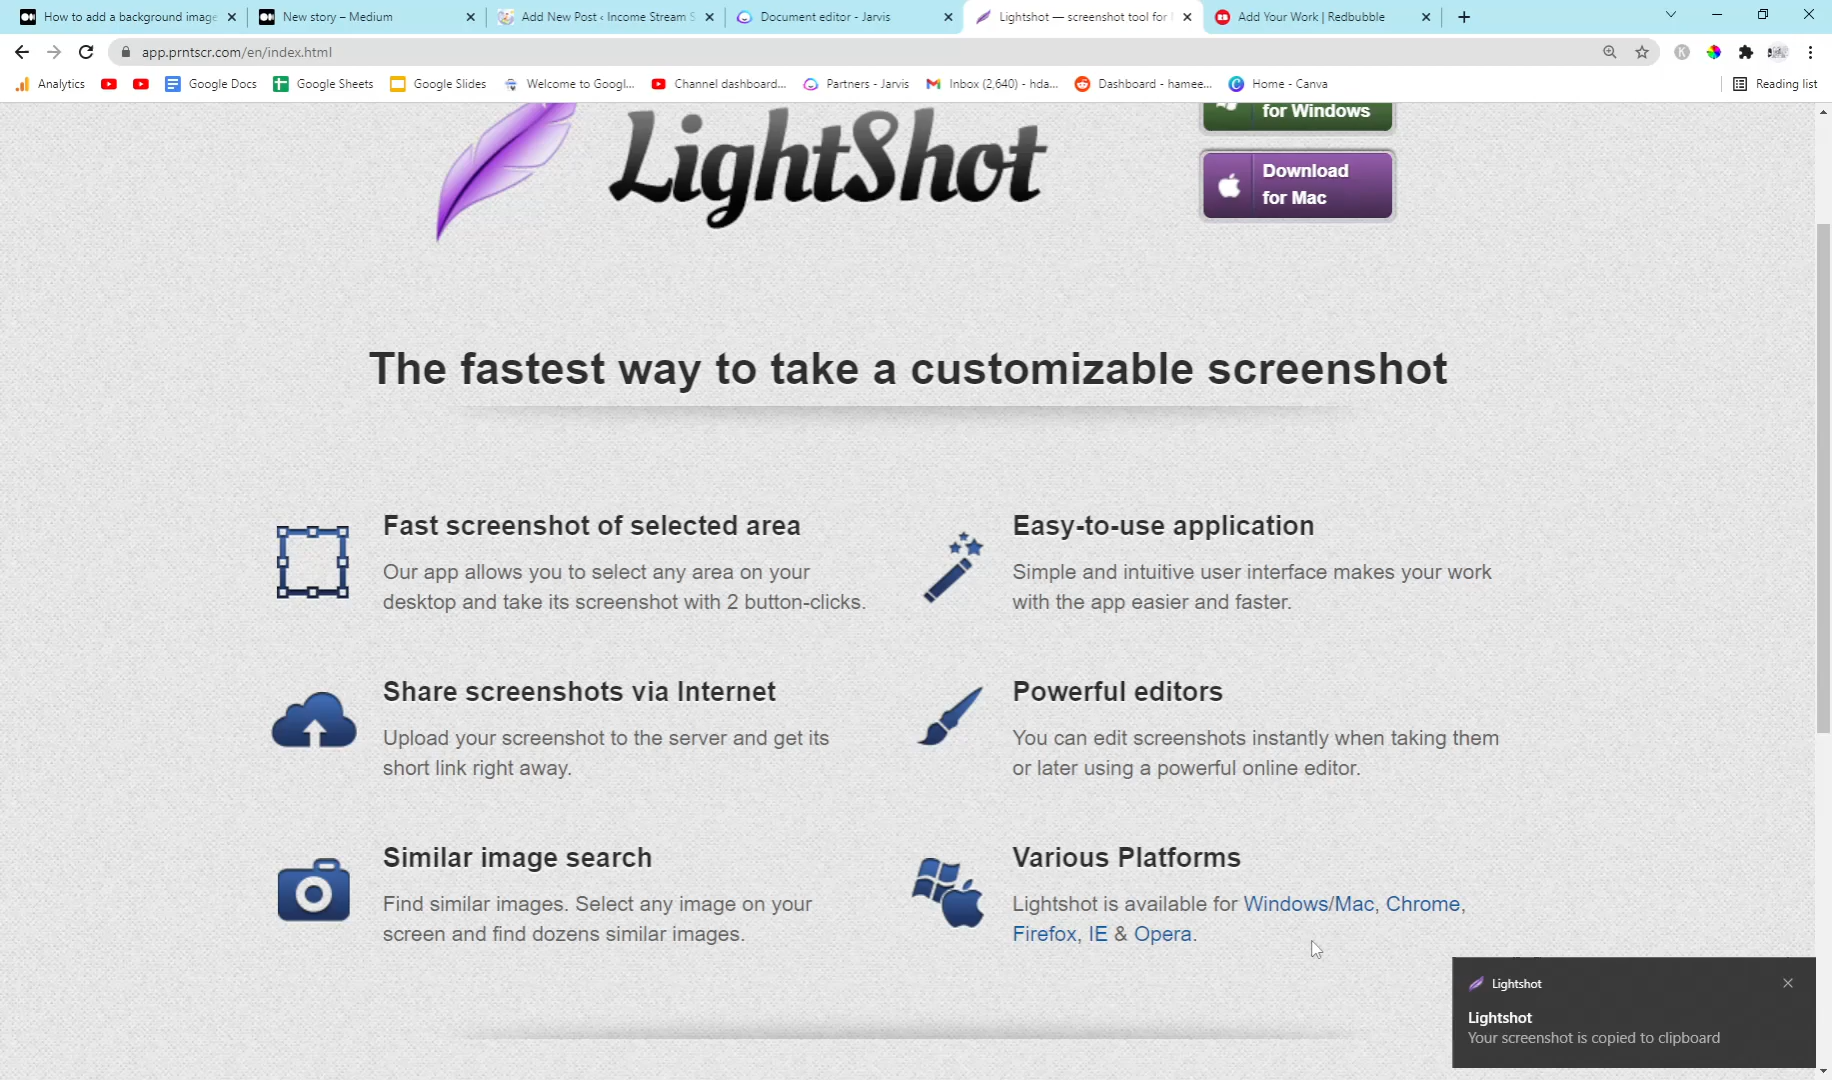 How to add a background image
New story – Medium
Add New Post ‹ Income Stream S
Document editor - Jarvis
Lightshot — screenshot tool for
Add Your Work | Redbubble
app.prntscr.com/en/index.html
Analytics
Google Docs
Google Sheets
Google Slides
Welcome to Googl...
Channel dashboard...
Partners - Jarvis
Inbox (2,640) - hda...
Dashboard - hamee...
Home - Canva
Reading list
LightShot
for Windows
Download
for Mac
The fastest way to take a customizable screenshot
Fast screenshot of selected area
Our app allows you to select any area on your
desktop and take its screenshot with 2 button-clicks.
Easy-to-use application
Simple and intuitive user interface makes your work
with the app easier and faster.
Share screenshots via Internet
Upload your screenshot to the server and get its
short link right away.
Powerful editors
You can edit screenshots instantly when taking them
or later using a powerful online editor.
Similar image search
Find similar images. Select any image on your
screen and find dozens similar images.
Various Platforms
Lightshot is available for Windows/Mac, Chrome,
Firefox, IE & Opera.
Lightshot
Lightshot
Your screenshot is copied to clipboard